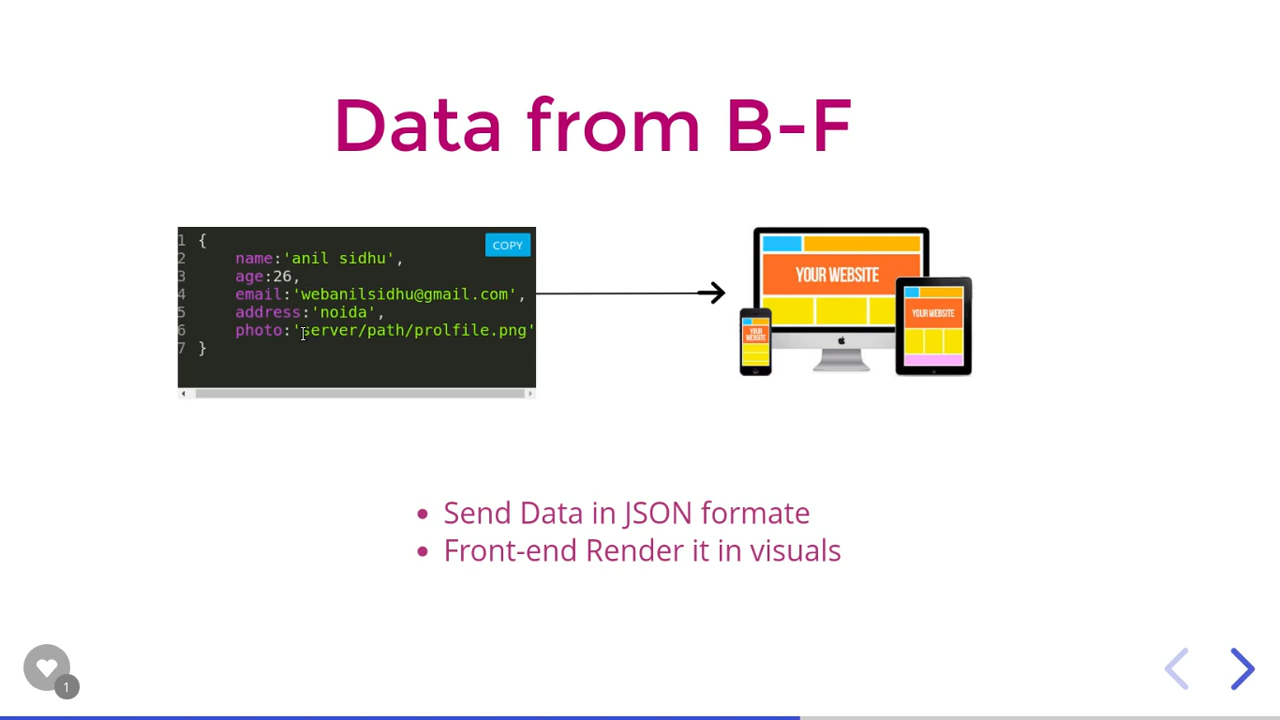 Data from B-F
COPY
1 {
2 name:'anil sidhu',
3 age:26,
4 email:'webanilsidhu@gmail.com',
5 address:'noida',
6 photo:'server/path/prolfile.png'
7 }
YOUR WEBSITE
YOUR
WEBSITE
YOUR WEBSITE
• Send Data in JSON formate
• Front-end Render it in visuals
1